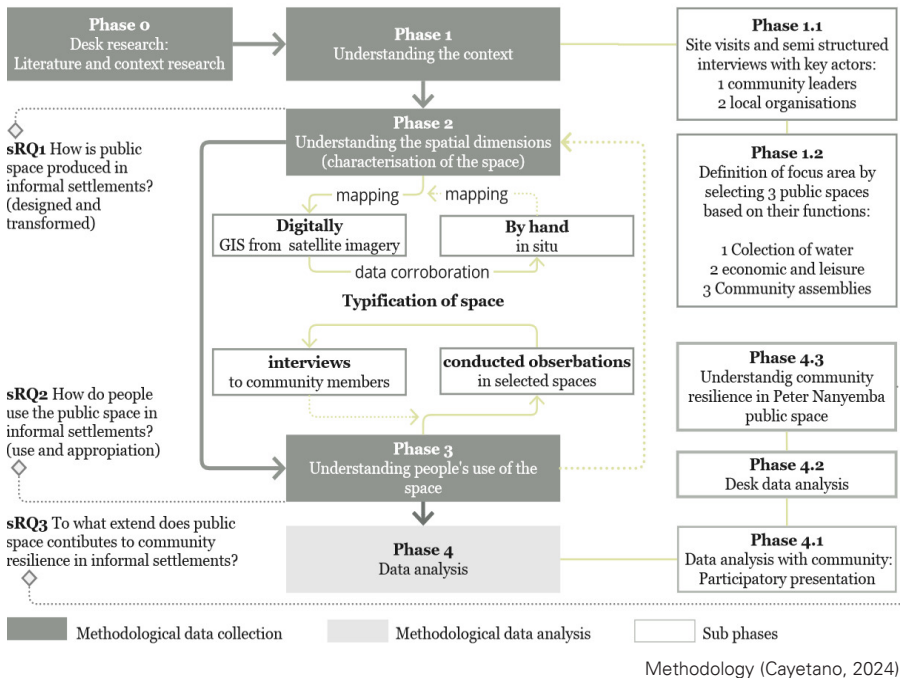 Phase 0
Desk research:
Literature and context research
Phase 1
Understanding the context
Phase 1.1
Site visits and semi structured
interviews with key actors:
1 community leaders
2 local organisations
Phase 2
Understanding the spatial dimensions
(characterisation of the space)
sRQ1 How is public
space produced in
informal settlements?
(designed and
transformed)
Phase 1.2
Definition of focus area by
selecting 3 public spaces
based on their functions:
1 Colection of water
2 economic and leisure
3 Community assemblies
mapping
mapping
Digitally
GIS from satellite imagery
By hand
in situ
data corroboration
Typification of space
interviews
to community members
conducted obserbations
in selected spaces
Phase 4.3
Understandig community
resilience in Peter Nanyemba
public space
sRQ2 How do people
use the public space in
informal settlements?
(use and appropiation)
Phase 3
Understanding people's use of the
space
Phase 4.2
Desk data analysis
sRQ3 To what extend does public
space contibutes to community
resilience in informal settlements?
Phase 4
Data analysis
Phase 4.1
Data analysis with community:
Participatory presentation
Methodological data collection
Methodological data analysis
Sub phases
Methodology (Cayetano, 2024)